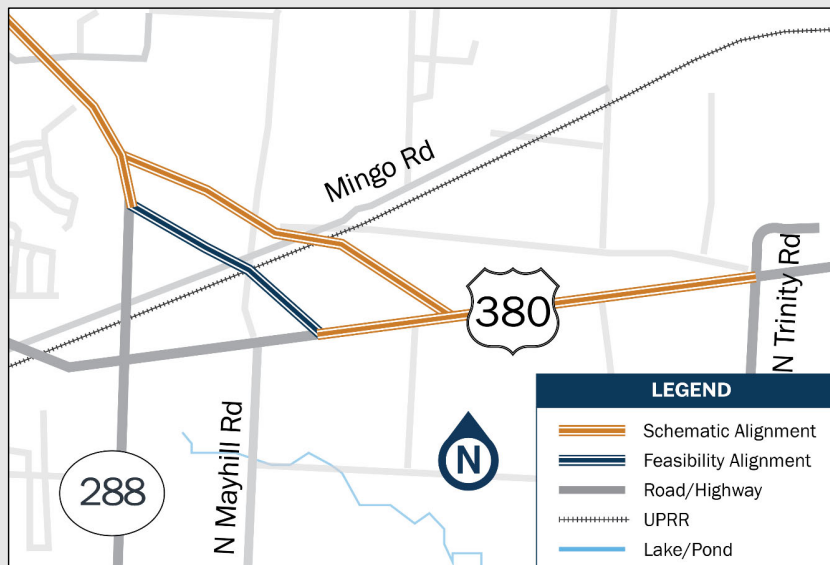 Mingo Rd
380
N Trinity Rd
N Mayhill Rd
288
N
LEGEND
Schematic Alignment
Feasibility Alignment
Road/Highway
UPRR
Lake/Pond